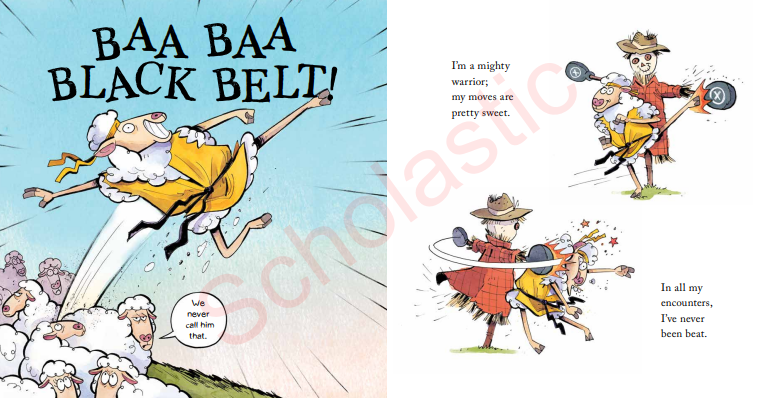 BAA BAA
BLACK BELT!
We
never
call him
that.
I'm a mighty
warrior;
my moves are
pretty sweet.
In all my
encounters,
I've never
been beat.
Scholastic